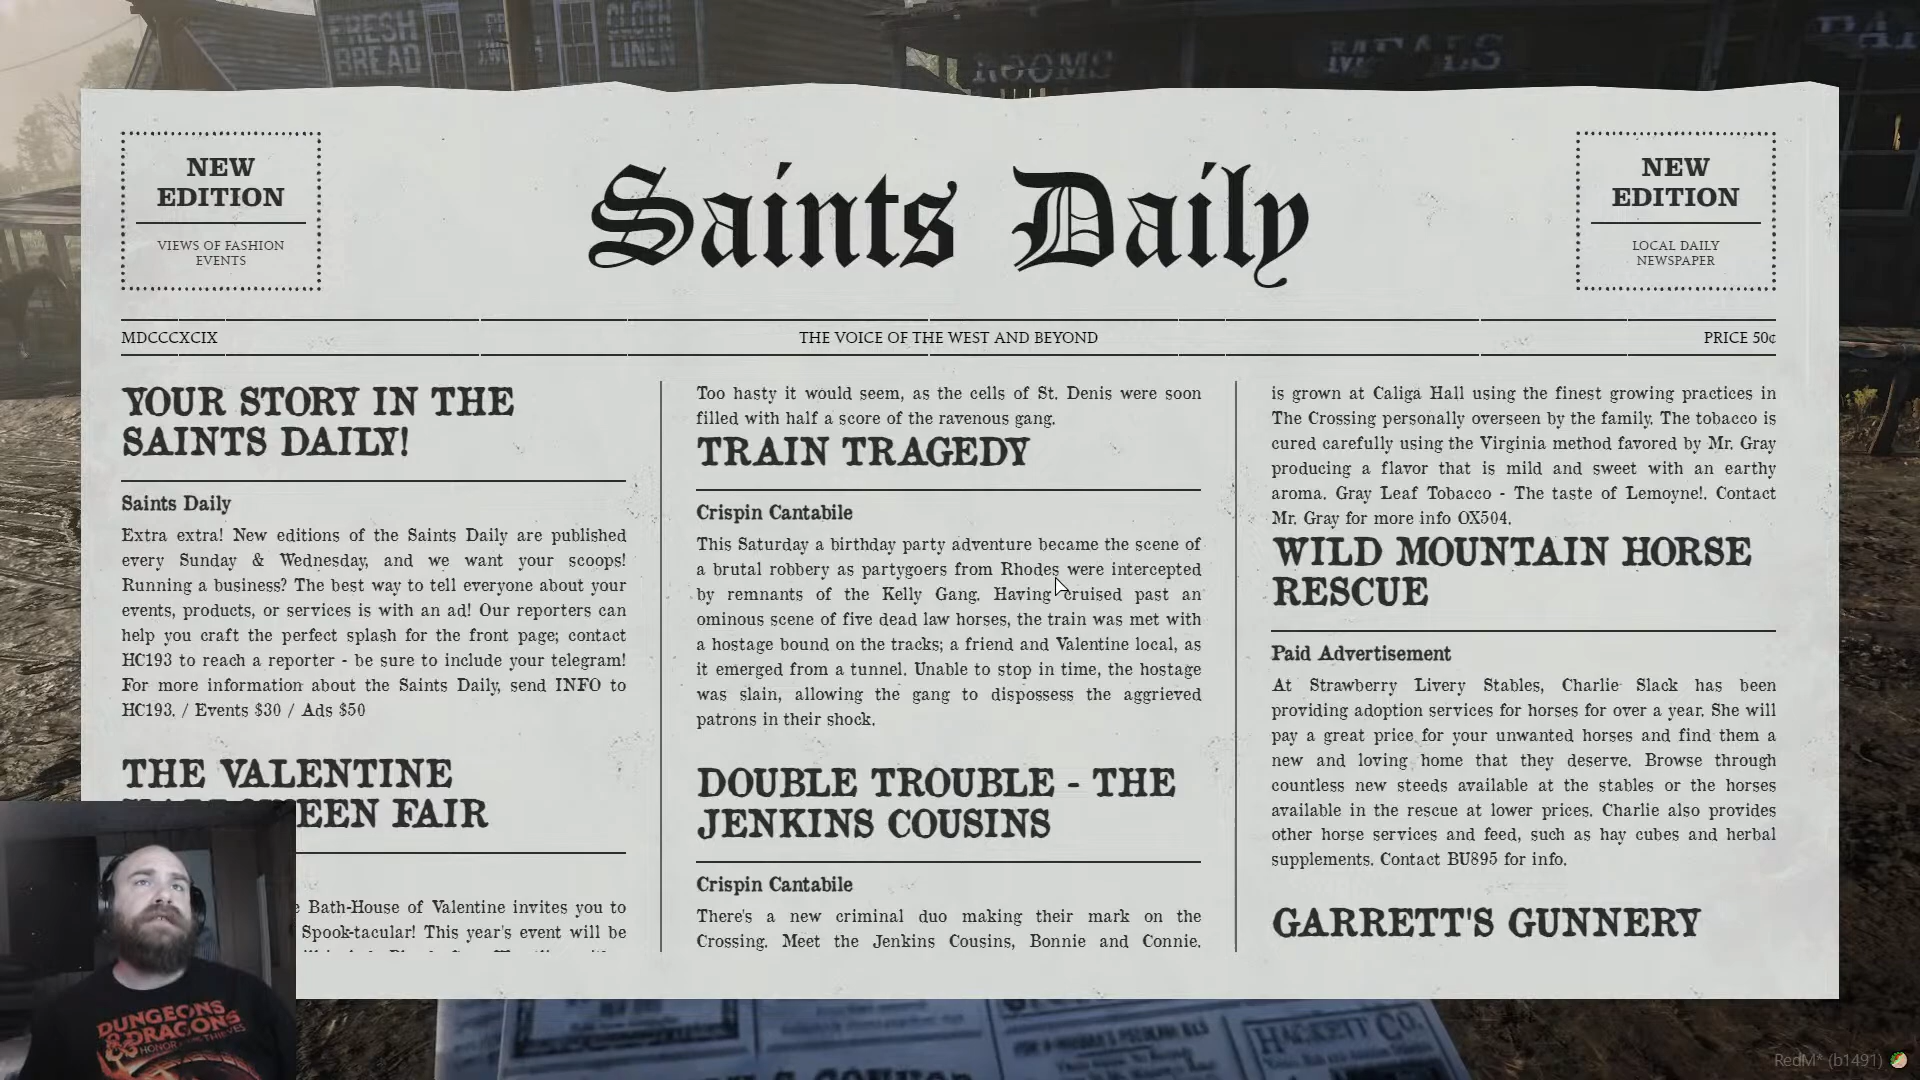 FRESH
BREAD
CLOTH
LINEN
ROOMS
MEALS
NEW
EDITION
VIEWS OF FASHION
EVENTS
Saints Daily
NEW
EDITION
LOCAL DAILY
NEWSPAPER
MDCCCXCIX
THE VOICE OF THE WEST AND BEYOND
PRICE 50¢
YOUR STORY IN THE
SAINTS DAILY!
Saints Daily
Extra extra! New editions of the Saints Daily are published
every Sunday & Wednesday, and we want your scoops!
Running a business? The best way to tell everyone about your
events, products, or services is with an ad! Our reporters can
help you craft the perfect splash for the front page; contact
HC193 to reach a reporter - be sure to include your telegram!
For more information about the Saints Daily, send INFO to
HC193. / Events $30 / Ads $50
THE VALENTINE
EEN FAIR
Bath-House of Valentine invites you to
Spook-tacular! This year's event will be
Too hasty it would seem, as the cells of St. Denis were soon
filled with half a score of the ravenous gang.
TRAIN TRAGEDY
Crispin Cantabile
This Saturday a birthday party adventure became the scene of
a brutal robbery as partygoers from Rhodes were intercepted
by remnants of the Kelly Gang. Having cruised past an
ominous scene of five dead law horses, the train was met with
a hostage bound on the tracks; a friend and Valentine local, as
it emerged from a tunnel. Unable to stop in time, the hostage
was slain, allowing the gang to dispossess the aggrieved
patrons in their shock.
DOUBLE TROUBLE - THE
JENKINS COUSINS
Crispin Cantabile
There's a new criminal duo making their mark on the
Crossing. Meet the Jenkins Cousins, Bonnie and Connie.
is grown at Caliga Hall using the finest growing practices in
The Crossing personally overseen by the family. The tobacco is
cured carefully using the Virginia method favored by Mr. Gray
producing a flavor that is mild and sweet with an earthy
aroma. Gray Leaf Tobacco - The taste of Lemoyne!. Contact
Mr. Gray for more info OX504.
WILD MOUNTAIN HORSE
RESCUE
Paid Advertisement
At Strawberry Livery Stables, Charlie Slack has been
providing adoption services for horses for over a year. She will
pay a great price for your unwanted horses and find them a
new and loving home that they deserve. Browse through
countless new steeds available at the stables or the horses
available in the rescue at lower prices. Charlie also provides
other horse services and feed, such as hay cubes and herbal
supplements. Contact BU895 for info.
GARRETT'S GUNNERY
DUNGEONS
& DRAGONS
HONOR AMONG THIEVES
HACKETT CO.
RedM* (b1491)